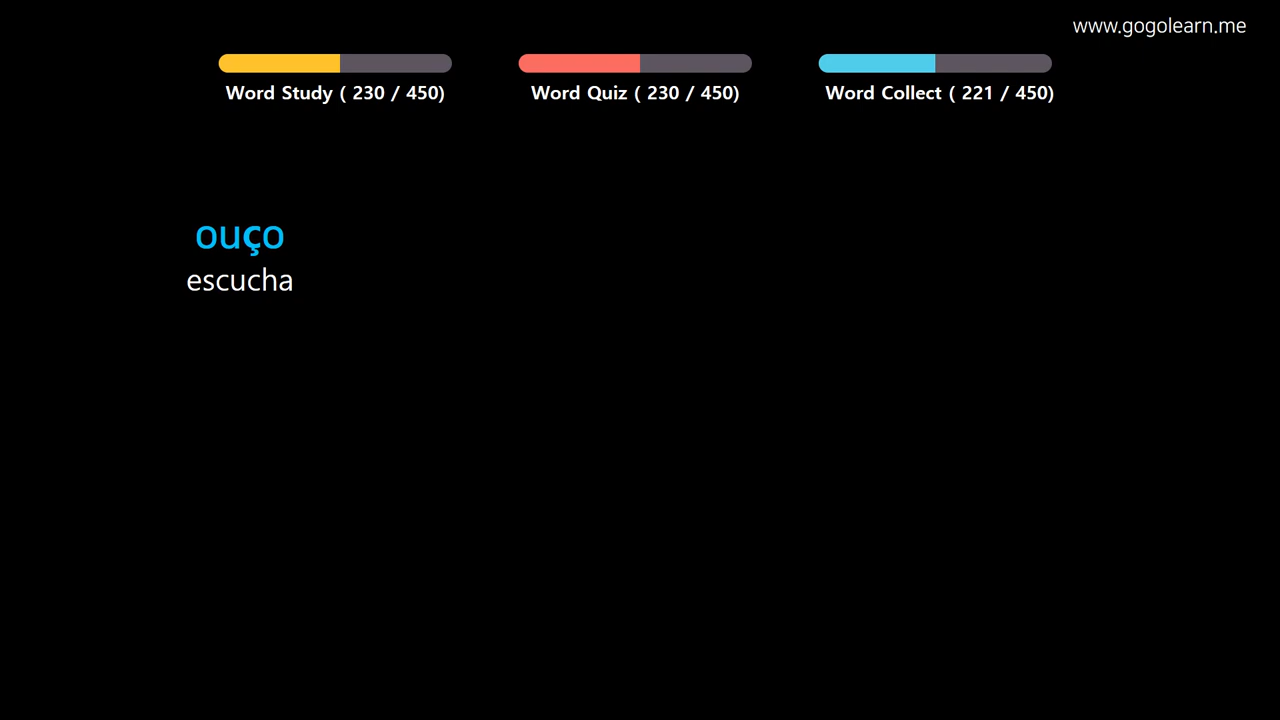 www.gogolearn.me
Word Study ( 230 / 450)
Word Quiz ( 230 / 450)
Word Collect ( 221 / 450)
ouço
escucha